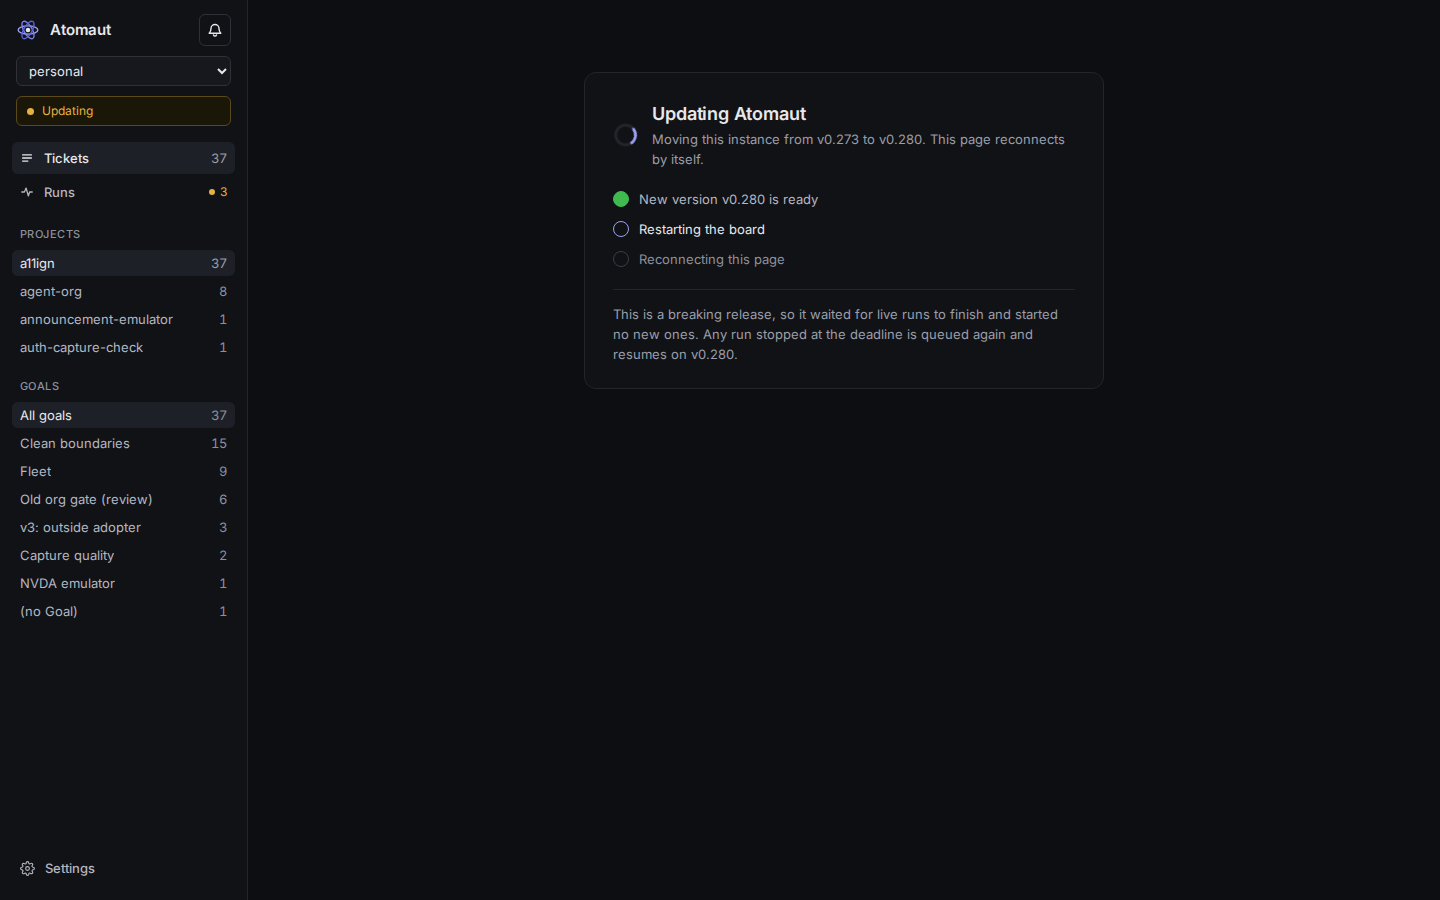 Atomaut
personal
Updating
Tickets 37
Runs 3
PROJECTS
a11ign 37
agent-org 8
announcement-emulator 1
auth-capture-check 1
GOALS
All goals 37
Clean boundaries 15
Fleet 9
Old org gate (review) 6
v3: outside adopter 3
Capture quality 2
NVDA emulator 1
(no Goal) 1
Settings
Updating Atomaut
Moving this instance from v0.273 to v0.280. This page reconnects
by itself.
New version v0.280 is ready
Restarting the board
Reconnecting this page
This is a breaking release, so it waited for live runs to finish and started
no new ones. Any run stopped at the deadline is queued again and
resumes on v0.280.